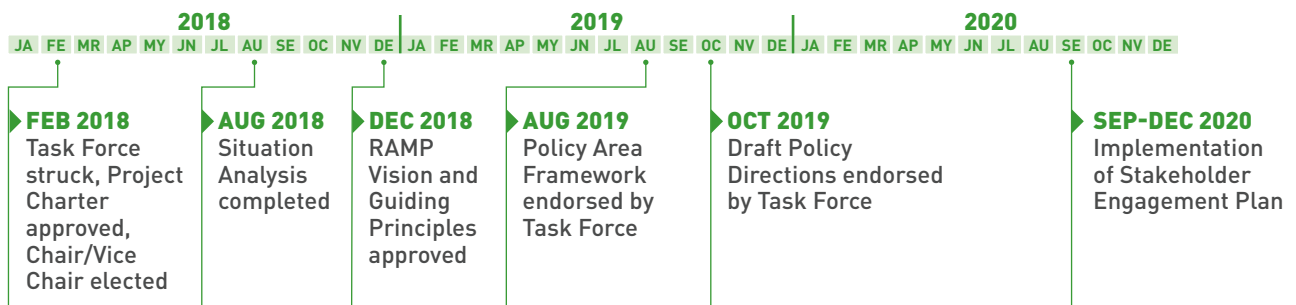 2018 2019 2020
JA FE MR AP MY JN JL AU SE OC NV DE JA FE MR AP MY JN JL AU SE OC NV DE JA FE MR AP MY JN JL AU SE OC NV DE
FEB 2018
Task Force
struck, Project
Charter
approved,
Chair/Vice
Chair elected
AUG 2018
Situation
Analysis
completed
DEC 2018
RAMP
Vision and
Guiding
Principles
approved
AUG 2019
Policy Area
Framework
endorsed by
Task Force
OCT 2019
Draft Policy
Directions endorsed
by Task Force
SEP-DEC 2020
Implementation
of Stakeholder
Engagement Plan